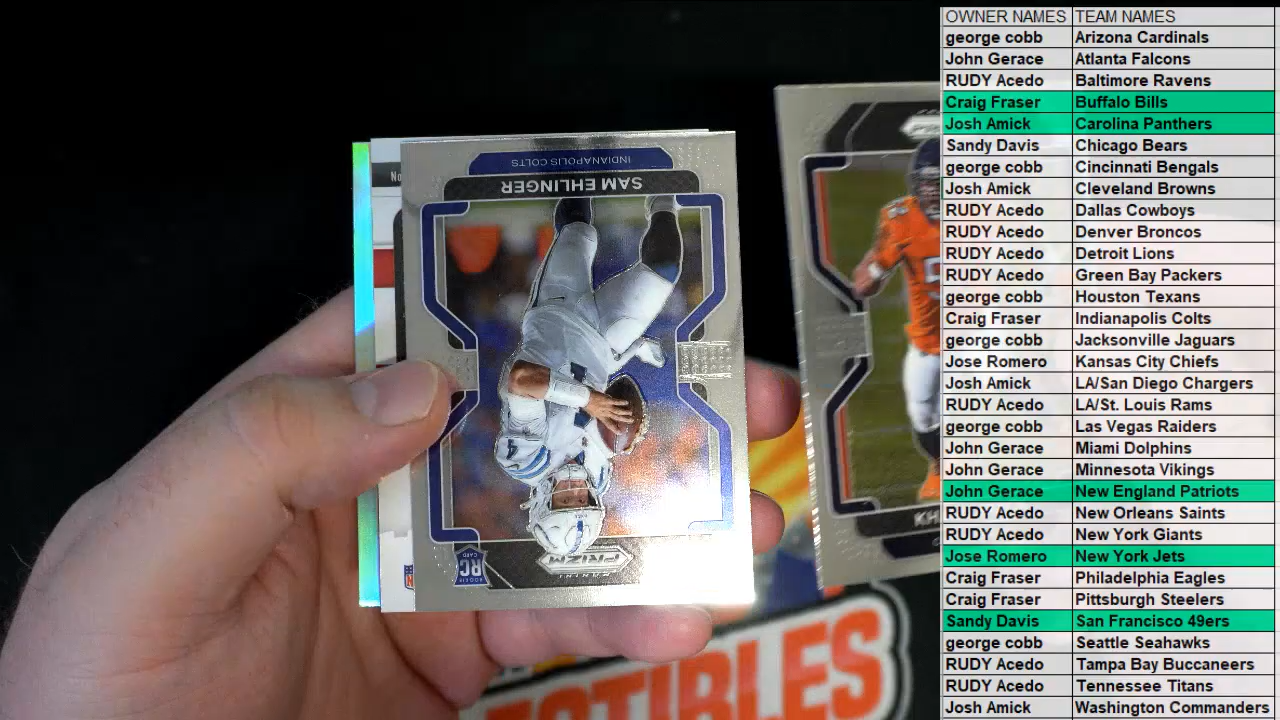 OWNER NAMES TEAM NAMES
george cobb Arizona Cardinals
John Gerace Atlanta Falcons
RUDY Acedo Baltimore Ravens
Craig Fraser Buffalo Bills
Josh Amick Carolina Panthers
Sandy Davis Chicago Bears
george cobb Cincinnati Bengals
Josh Amick Cleveland Browns
RUDY Acedo Dallas Cowboys
RUDY Acedo Denver Broncos
RUDY Acedo Detroit Lions
RUDY Acedo Green Bay Packers
george cobb Houston Texans
Craig Fraser Indianapolis Colts
george cobb Jacksonville Jaguars
Jose Romero Kansas City Chiefs
Josh Amick LA/San Diego Chargers
RUDY Acedo LA/St. Louis Rams
george cobb Las Vegas Raiders
John Gerace Miami Dolphins
John Gerace Minnesota Vikings
John Gerace New England Patriots
RUDY Acedo New Orleans Saints
RUDY Acedo New York Giants
Jose Romero New York Jets
Craig Fraser Philadelphia Eagles
Craig Fraser Pittsburgh Steelers
Sandy Davis San Francisco 49ers
george cobb Seattle Seahawks
RUDY Acedo Tampa Bay Buccaneers
RUDY Acedo Tennessee Titans
Josh Amick Washington Commanders
INDIANAPOLIS COLTS
SAM EHLINGER
4
PANINI
PRIZM
RC
ROOKIE CARD
No
KH